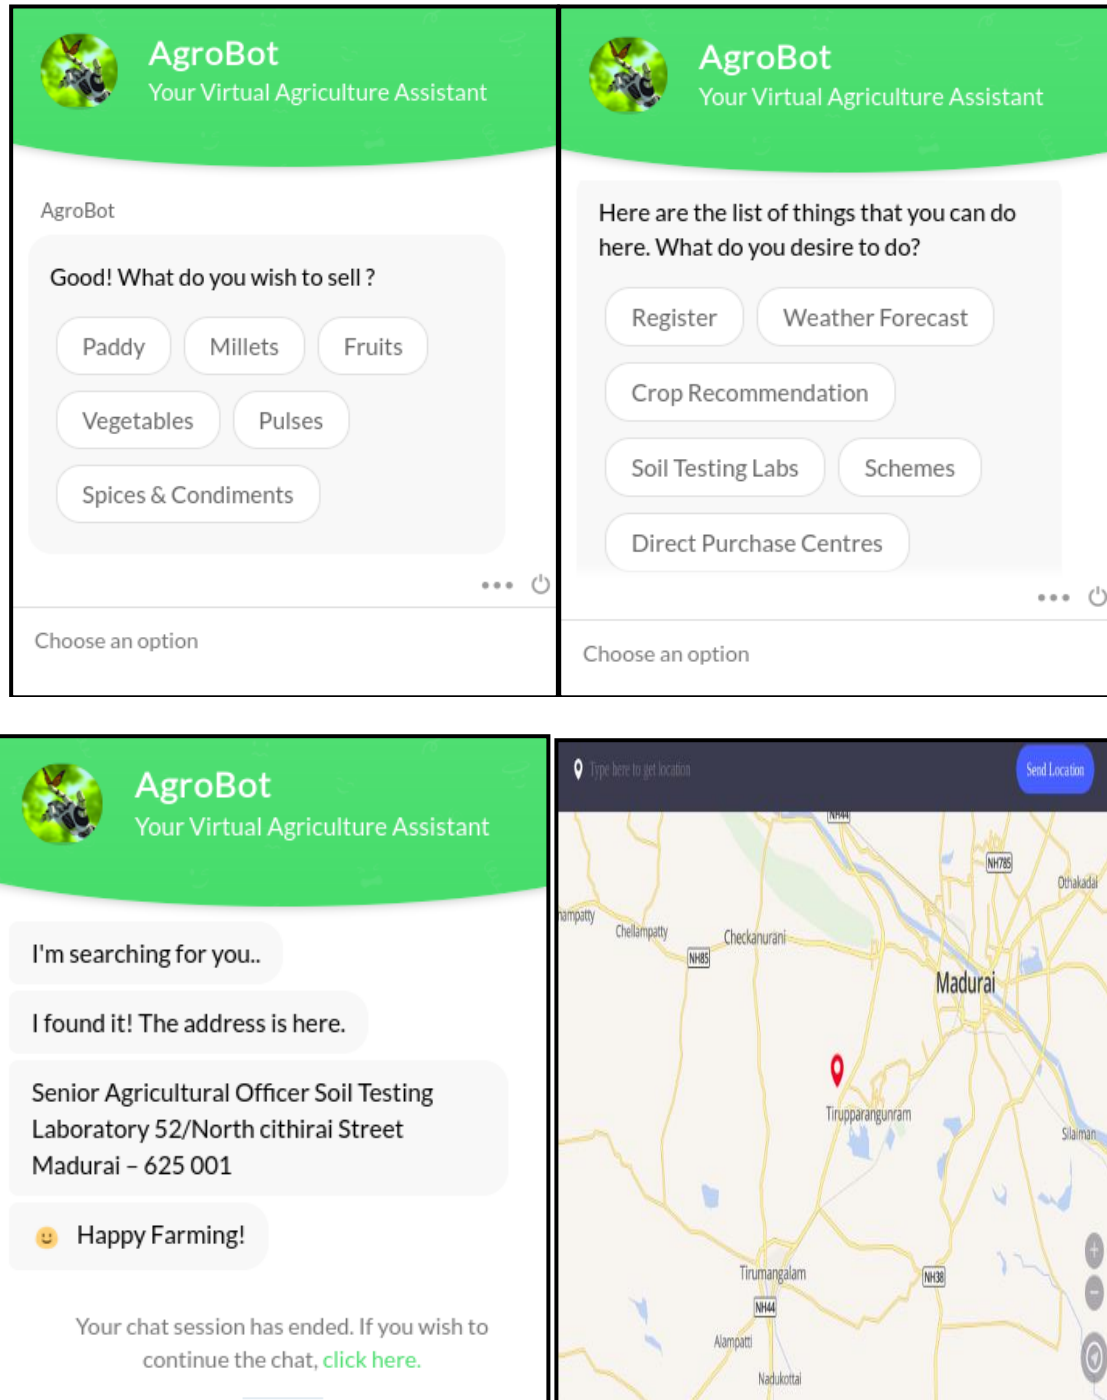 AgroBot
Your Virtual Agriculture Assistant
AgroBot
Good! What do you wish to sell ?
Paddy Millets Fruits
Vegetables Pulses
Spices & Condiments
Choose an option
AgroBot
Your Virtual Agriculture Assistant
Here are the list of things that you can do
here. What do you desire to do?
Register Weather Forecast
Crop Recommendation
Soil Testing Labs Schemes
Direct Purchase Centres
Choose an option
AgroBot
Your Virtual Agriculture Assistant
I'm searching for you..
I found it! The address is here.
Senior Agricultural Officer Soil Testing
Laboratory 52/North cithirai Street
Madurai – 625 001
Happy Farming!
Your chat session has ended. If you wish to
continue the chat, click here.
Type here to get location
Send Location
NH44
NH785
Othakadai
hampatty
Chellampatty
Checkanurani
NH85
Madurai
Tirupparangunram
Silaiman
Tirumangalam
NH38
NH44
Alampatti
Nadukottai